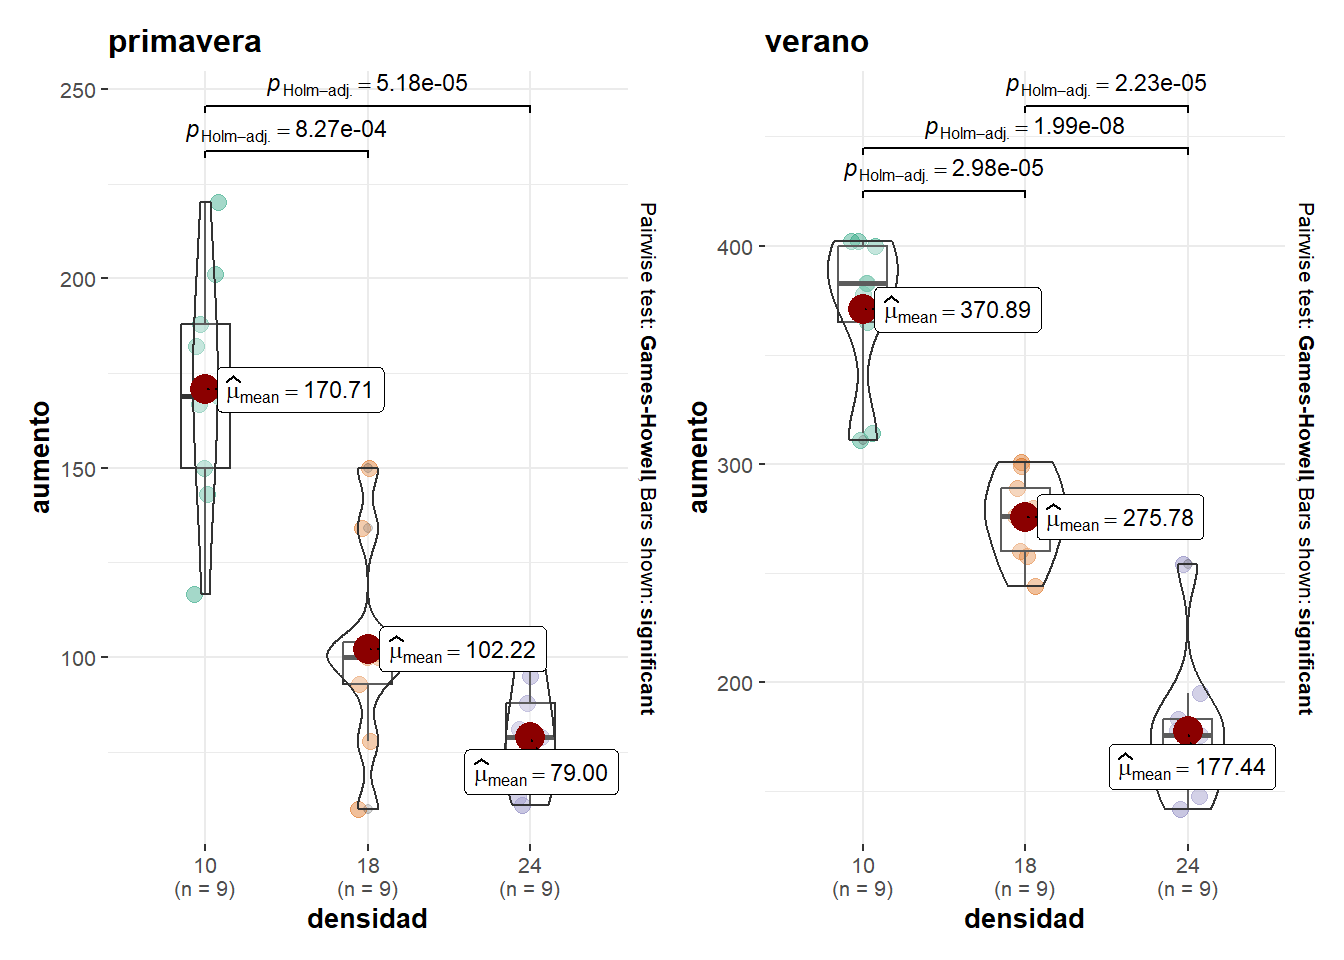 primavera
250
200
150
100
aumento
p Holm−adj. = 5.18e-05
p Holm−adj. = 8.27e-04
μ̂ mean = 170.71
μ̂ mean = 102.22
μ̂ mean = 79.00
10
(n = 9)
18
(n = 9)
24
(n = 9)
densidad
Pairwise test: Games-Howell, Bars shown: significant
verano
400
300
200
aumento
p Holm−adj. = 2.23e-05
p Holm−adj. = 1.99e-08
p Holm−adj. = 2.98e-05
μ̂ mean = 370.89
μ̂ mean = 275.78
μ̂ mean = 177.44
10
(n = 9)
18
(n = 9)
24
(n = 9)
densidad
Pairwise test: Games-Howell, Bars shown: significant